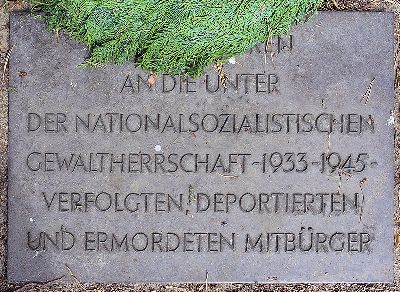 AN DIE UNTER
DER NATIONALSOZIALISTISCHEN
GEWALTHERRSCHAFT-1933-1945-
VERFOLGTEN, DEPORTIERTEN
UND ERMORDETEN MITBÜRGER